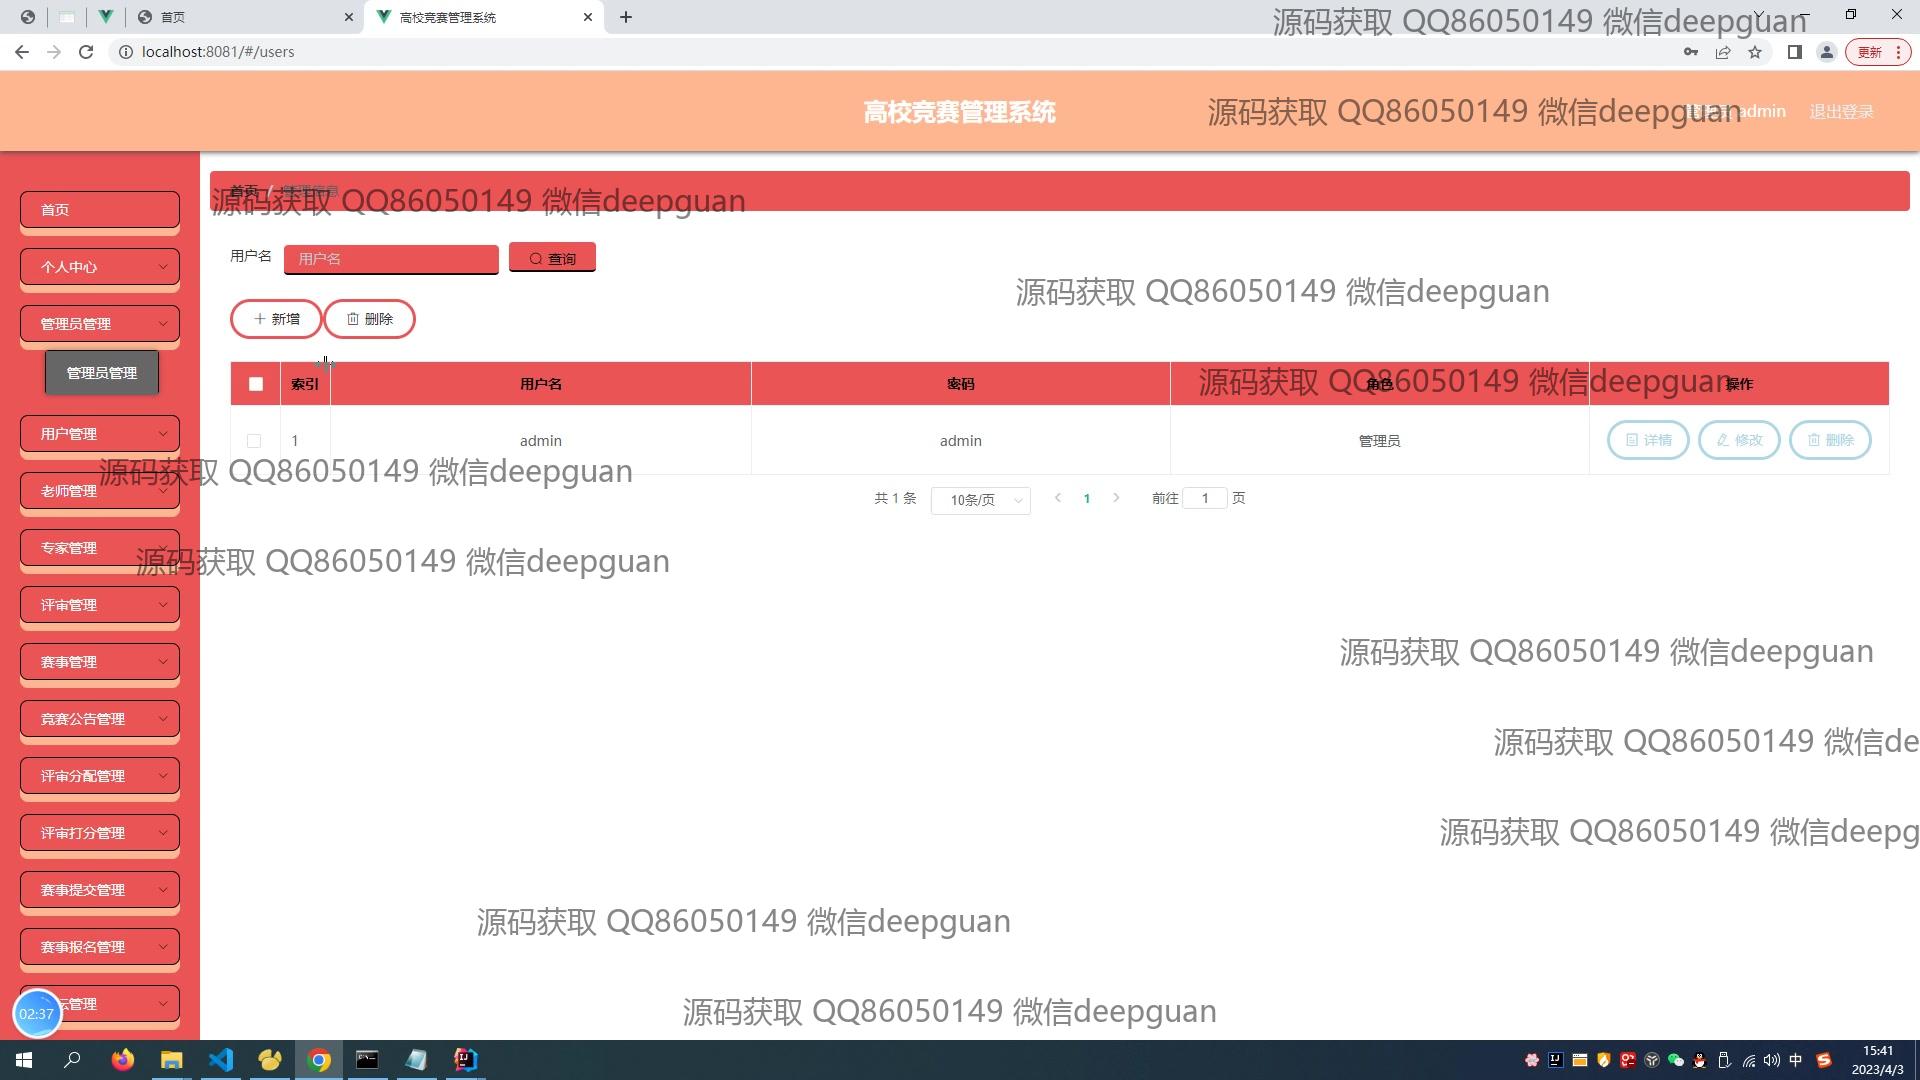 首页
高校竞赛管理系统
localhost:8081/#/users
更新
源码获取 QQ86050149 微信deepguan
高校竞赛管理系统
源码获取 QQ86050149 微信deepguan
admin
退出登录
首页 / 管理信息
源码获取 QQ86050149 微信deepguan
首页
个人中心
管理员管理
管理员管理
用户管理
老师管理
专家管理
评审管理
赛事管理
竞赛公告管理
评审分配管理
评审打分管理
赛事提交管理
赛事报名管理
坛管理
02:37
用户名
用户名
查询
源码获取 QQ86050149 微信deepguan
新增
删除
索引
用户名
密码
角色
操作
源码获取 QQ86050149 微信deepguan
1
admin
admin
管理员
详情
修改
删除
源码获取 QQ86050149 微信deepguan
共 1 条
10条/页
1
前往 1 页
源码获取 QQ86050149 微信deepguan
源码获取 QQ86050149 微信deepguan
源码获取 QQ86050149 微信de
源码获取 QQ86050149 微信deepg
源码获取 QQ86050149 微信deepguan
源码获取 QQ86050149 微信deepguan
中
15:41
2023/4/3